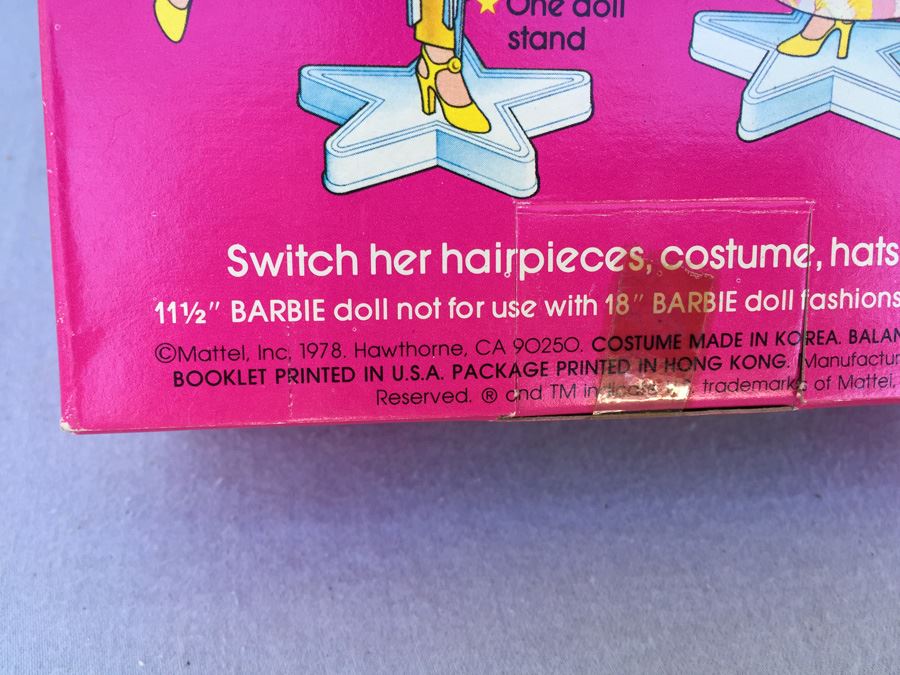 One doll
stand
Switch her hairpieces, costume, hats
11½" BARBIE doll not for use with 18" BARBIE doll fashions
©Mattel, Inc. 1978. Hawthorne, CA 90250. COSTUME MADE IN KOREA. BALAN
BOOKLET PRINTED IN U.S.A. PACKAGE PRINTED IN HONG KONG. Manufactur
Reserved. ® and TM indicate trademarks of Mattel,